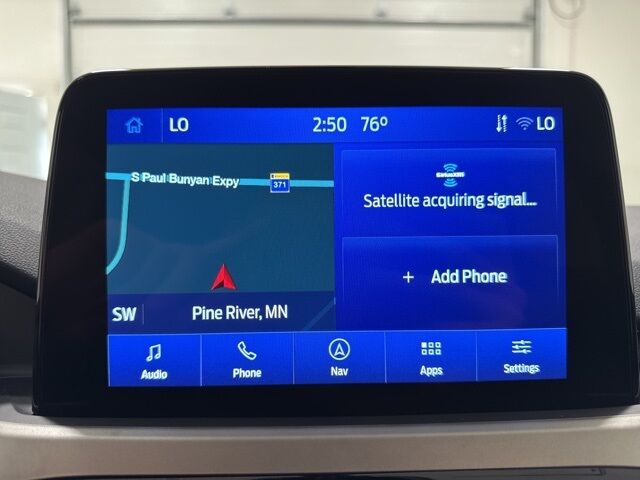 LO 2:50 76° LO
S Paul Bunyan Expy
371
SiriusXM
Satellite acquiring signal...
+ Add Phone
SW Pine River, MN
Audio Phone Nav Apps Settings